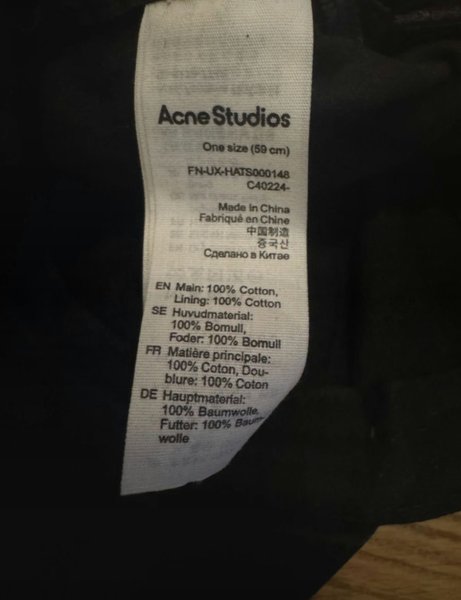 Acne Studios
One size (59 cm)
FN-UX-HATS000148
C40224-
Made in China
Fabriqué en Chine
中国制造
중국산
Сделано в Китае
EN Main: 100% Cotton,
Lining: 100% Cotton
SE Huvudmaterial:
100% Bomull,
Foder: 100% Bomull
FR Matière principale:
100% Coton, Dou-
blure: 100% Coton
DE Hauptmaterial:
100% Baumwolle,
Futter: 100% Baum-
wolle